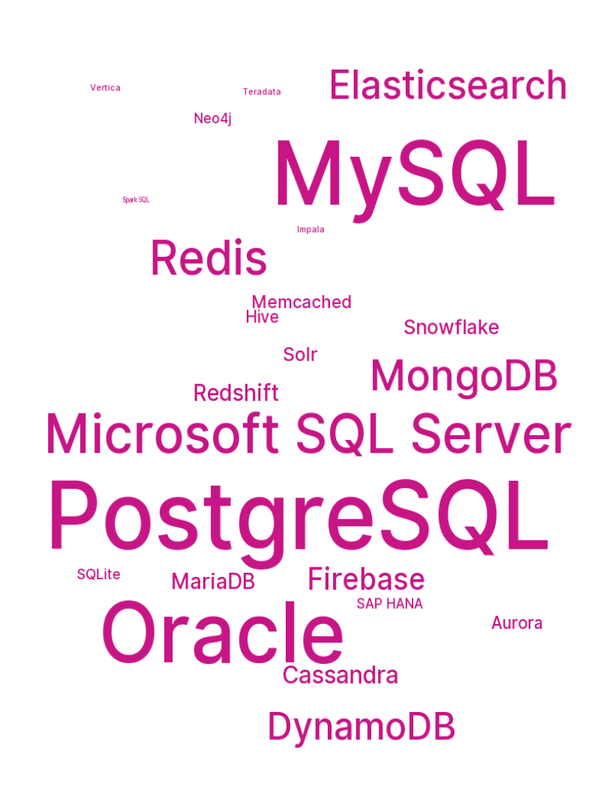 Elasticsearch
Vertica
Teradata
Neo4j
MySQL
Spark SQL
Impala
Redis
Memcached
Hive
Snowflake
Solr
MongoDB
Redshift
Microsoft SQL Server
PostgreSQL
SQLite
MariaDB
Firebase
SAP HANA
Aurora
Oracle
Cassandra
DynamoDB